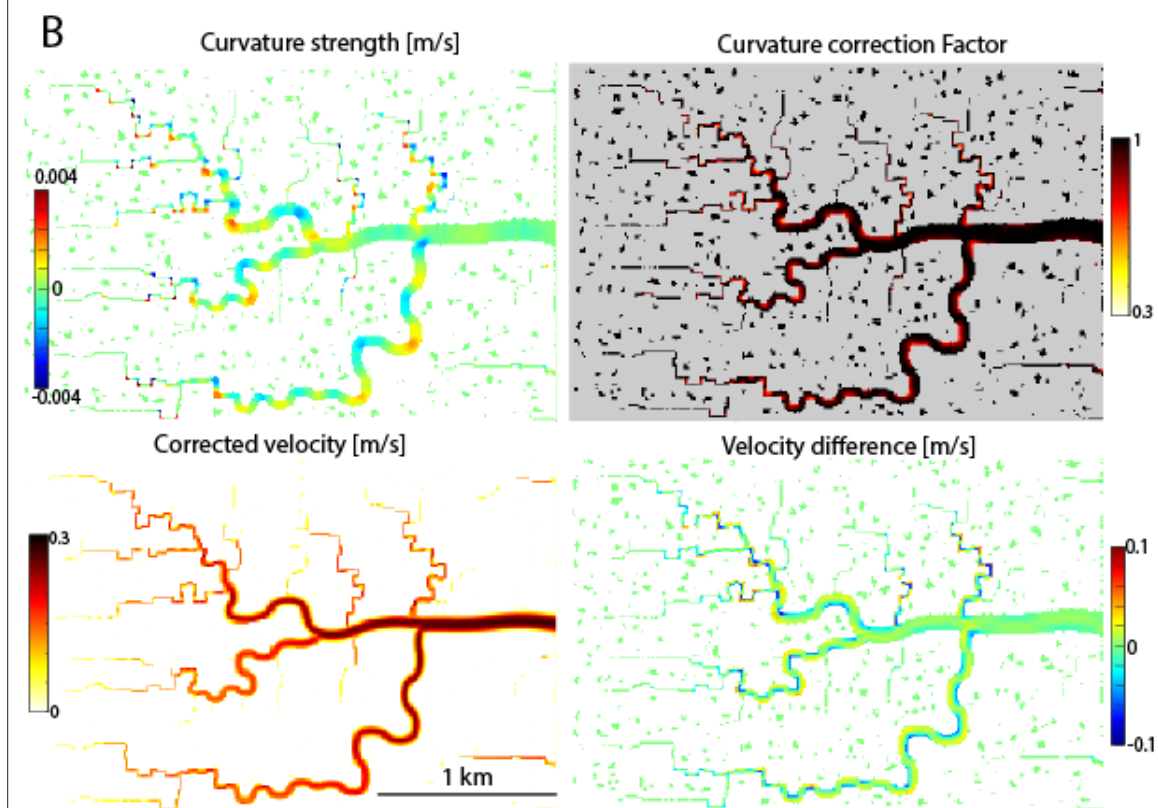 B
Curvature strength [m/s]
Curvature correction Factor
0.004
0
-0.004
1
0.3
Corrected velocity [m/s]
Velocity difference [m/s]
0.3
0
1 km
0.1
0
-0.1